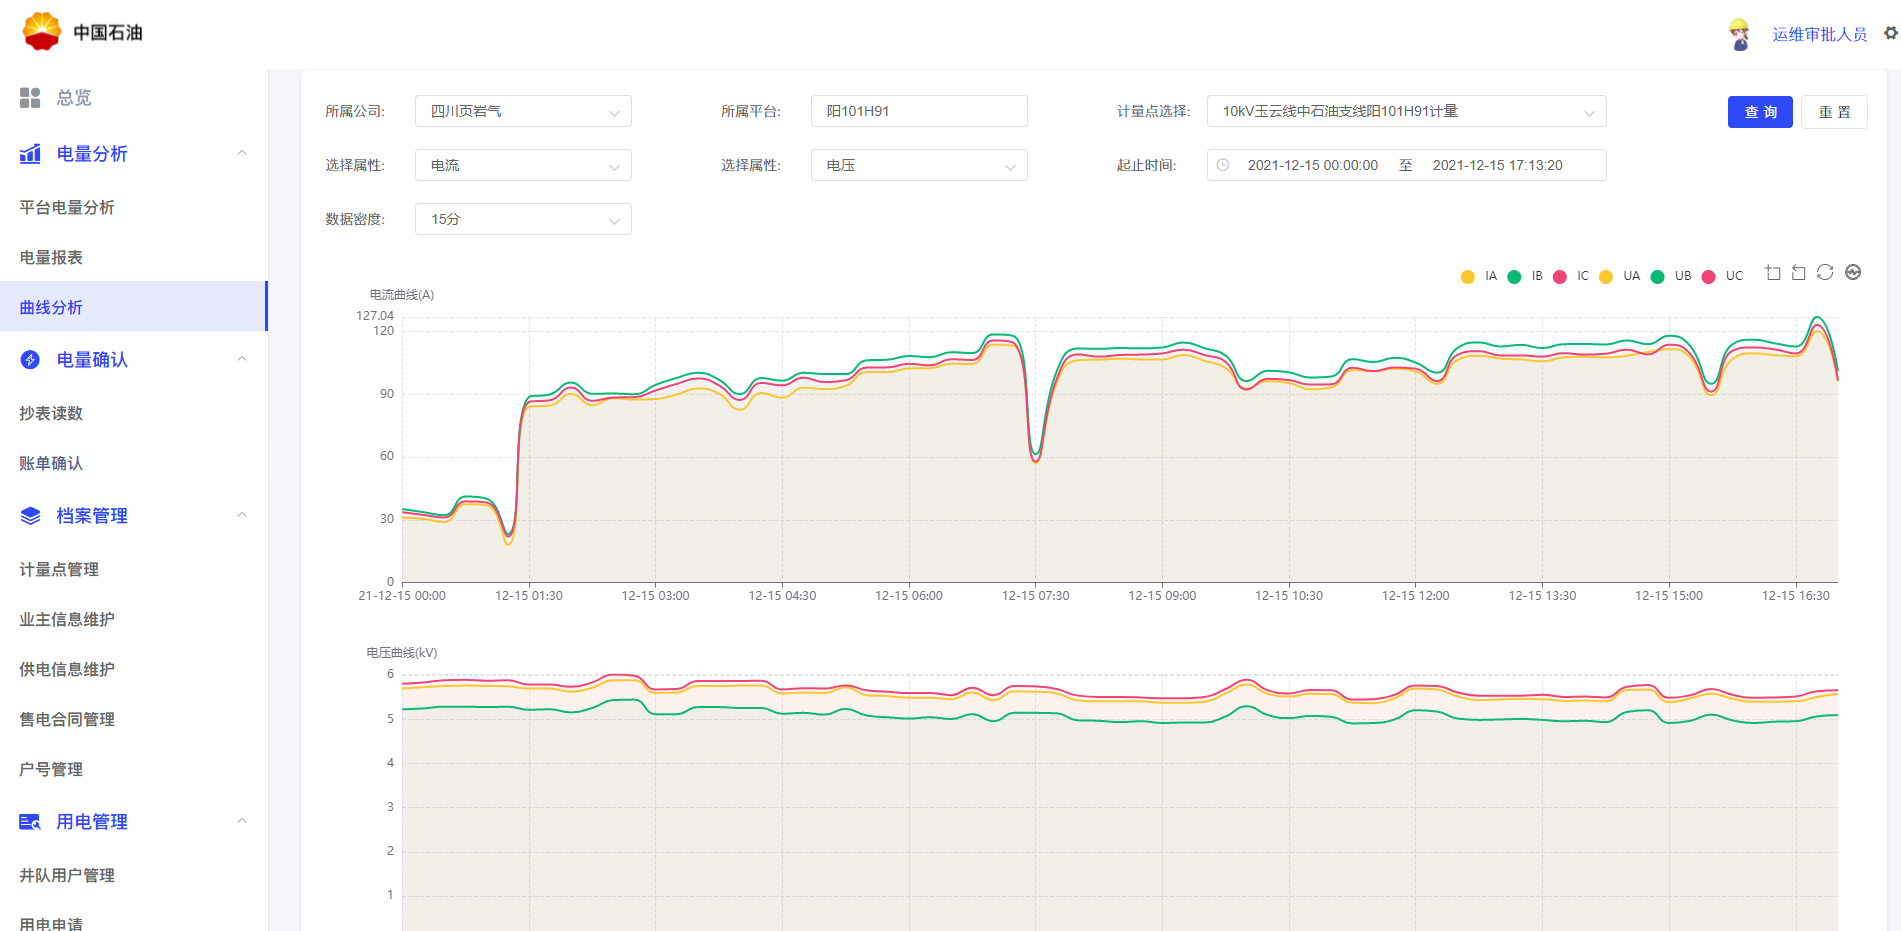 中国石油
运维审批人员
总览
电量分析
平台电量分析
电量报表
曲线分析
电量确认
抄表读数
账单确认
档案管理
计量点管理
业主信息维护
供电信息维护
售电合同管理
户号管理
用电管理
井队用户管理
用电申请
所属公司: 四川页岩气 所属平台: 阳101H91 计量点选择: 10kV玉云线中石油支线阳101H91计量 查 询 重 置
选择属性: 电流 选择属性: 电压 起止时间: 2021-12-15 00:00:00 至 2021-12-15 17:13:20
数据密度: 15分
IA IB IC UA UB UC
电流曲线(A)
127.04
120
90
60
30
0
21-12-15 00:00 12-15 01:30 12-15 03:00 12-15 04:30 12-15 06:00 12-15 07:30 12-15 09:00 12-15 10:30 12-15 12:00 12-15 13:30 12-15 15:00 12-15 16:30
电压曲线(kV)
6
5
4
3
2
1